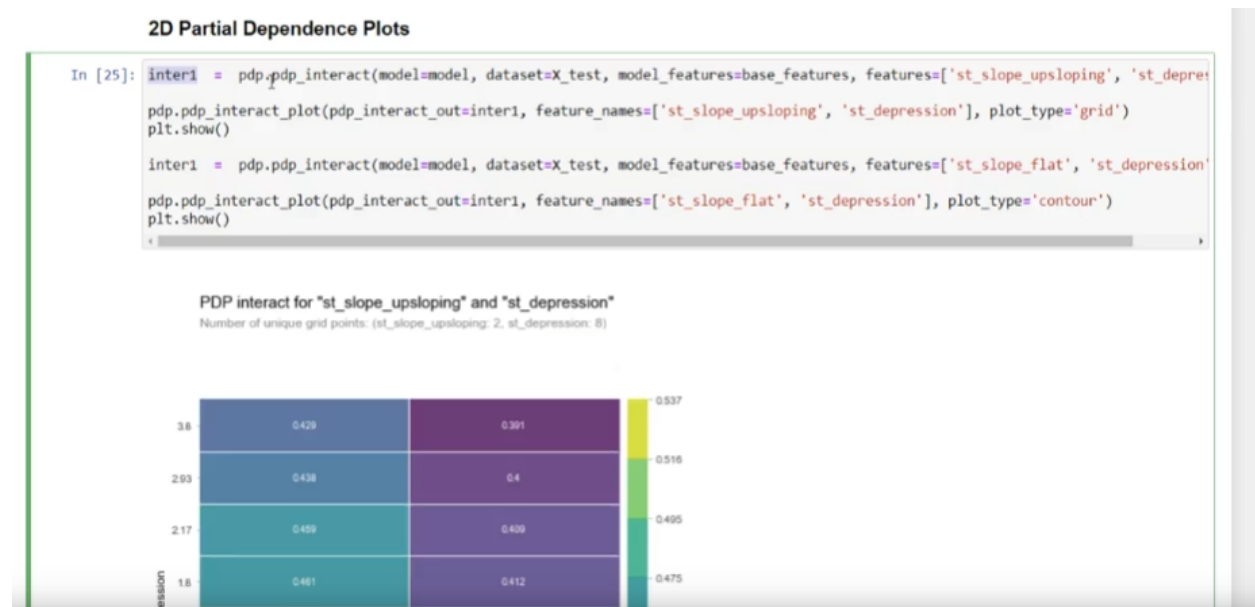 2D Partial Dependence Plots
In [25]: inter1 = pdp.pdp_interact(model=model, dataset=X_test, model_features=base_features, features=['st_slope_upsloping', 'st_depres
pdp.pdp_interact_plot(pdp_interact_out=inter1, feature_names=['st_slope_upsloping', 'st_depression'], plot_type='grid')
plt.show()
inter1 = pdp.pdp_interact(model=model, dataset=X_test, model_features=base_features, features=['st_slope_flat', 'st_depression'
pdp.pdp_interact_plot(pdp_interact_out=inter1, feature_names=['st_slope_flat', 'st_depression'], plot_type='contour')
plt.show()
PDP interact for "st_slope_upsloping" and "st_depression"
Number of unique grid points: (st_slope_upsloping: 2, st_depression: 8)
0.537
3.6 0.429 0.391
0.516
2.93 0.438 0.4
0.495
2.17 0.459 0.409
0.475
1.6 0.461 0.412
ession